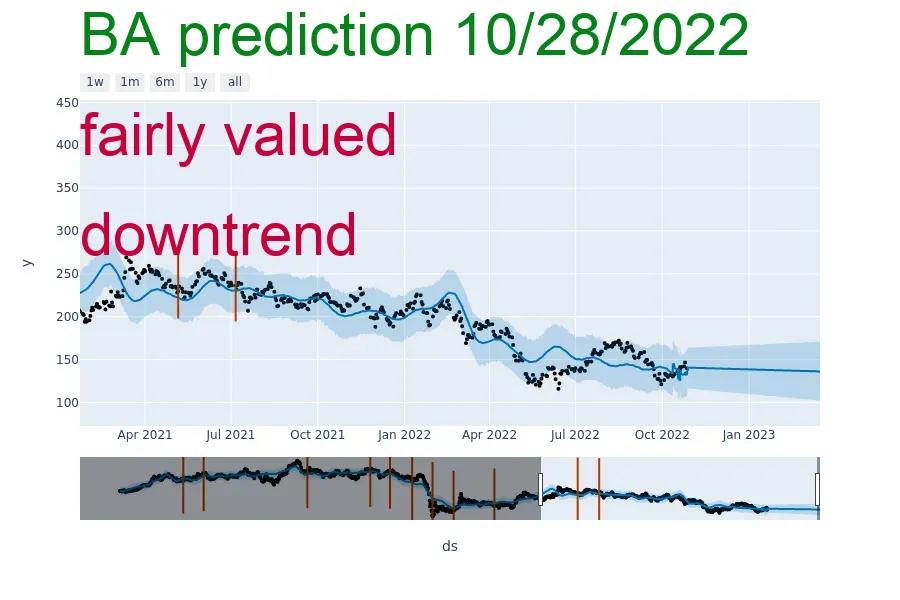 BA prediction 10/28/2022
1w 1m 6m 1y all
fairly valued
downtrend
450
400
350
300
250
200
150
100
y
Apr 2021 Jul 2021 Oct 2021 Jan 2022 Apr 2022 Jul 2022 Oct 2022 Jan 2023
ds